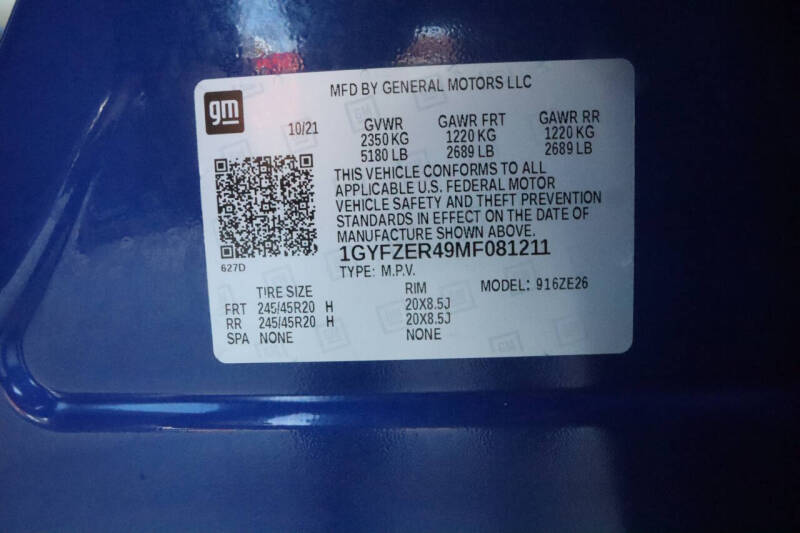 MFD BY GENERAL MOTORS LLC
gm
10/21 GVWR GAWR FRT GAWR RR
2350 KG 1220 KG 1220 KG
5180 LB 2689 LB 2689 LB
THIS VEHICLE CONFORMS TO ALL
APPLICABLE U.S. FEDERAL MOTOR
VEHICLE SAFETY AND THEFT PREVENTION
STANDARDS IN EFFECT ON THE DATE OF
MANUFACTURE SHOWN ABOVE.
627D
1GYFZER49MF081211
TYPE: M.P.V.
TIRE SIZE RIM MODEL: 916ZE26
FRT 245/45R20 H 20X8.5J
RR 245/45R20 H 20X8.5J
SPA NONE NONE